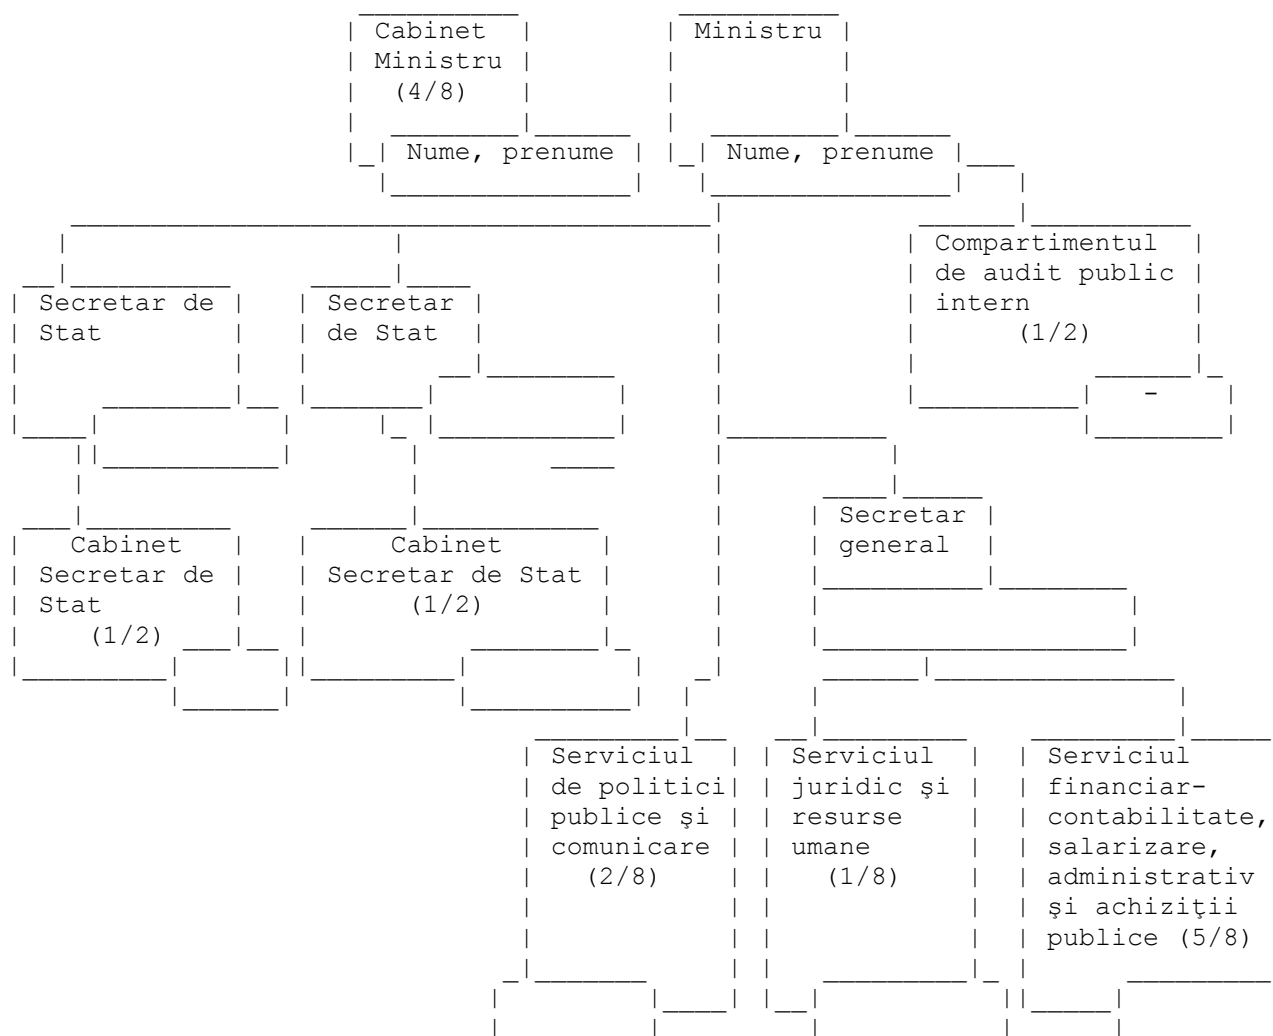 Cabinet
Ministru
(4/8)
Nume, prenume
Ministru
Nume, prenume
Compartimentul
de audit public
intern
(1/2)
-
Secretar de
Stat
Secretar
de Stat
Cabinet
Secretar de
Stat
(1/2)
Cabinet
Secretar de Stat
(1/2)
Secretar
general
Serviciul
de politici
publice şi
comunicare
(2/8)
Serviciul
juridic şi
resurse
umane
(1/8)
Serviciul
financiar-
contabilitate,
salarizare,
administrativ
şi achiziţii
publice (5/8)